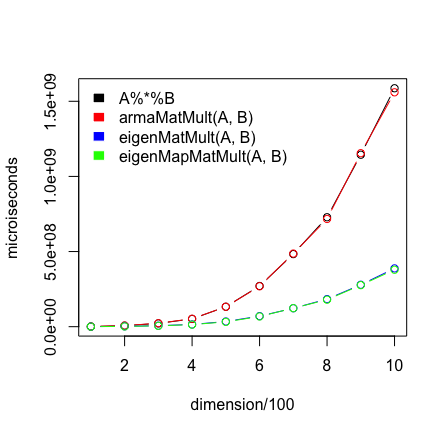 A%*%B
armaMatMult(A, B)
eigenMatMult(A, B)
eigenMapMatMult(A, B)
microiseconds
1.5e+09
1.0e+09
5.0e+08
0.0e+00
2 4 6 8 10
dimension/100